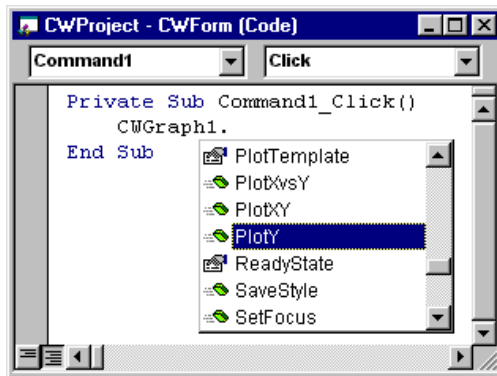 CWProject - CWForm (Code)
Command1 Click
Private Sub Command1_Click()
CWGraph1.
End Sub
PlotTemplate
PlotXvsY
PlotXY
PlotY
ReadyState
SaveStyle
SetFocus